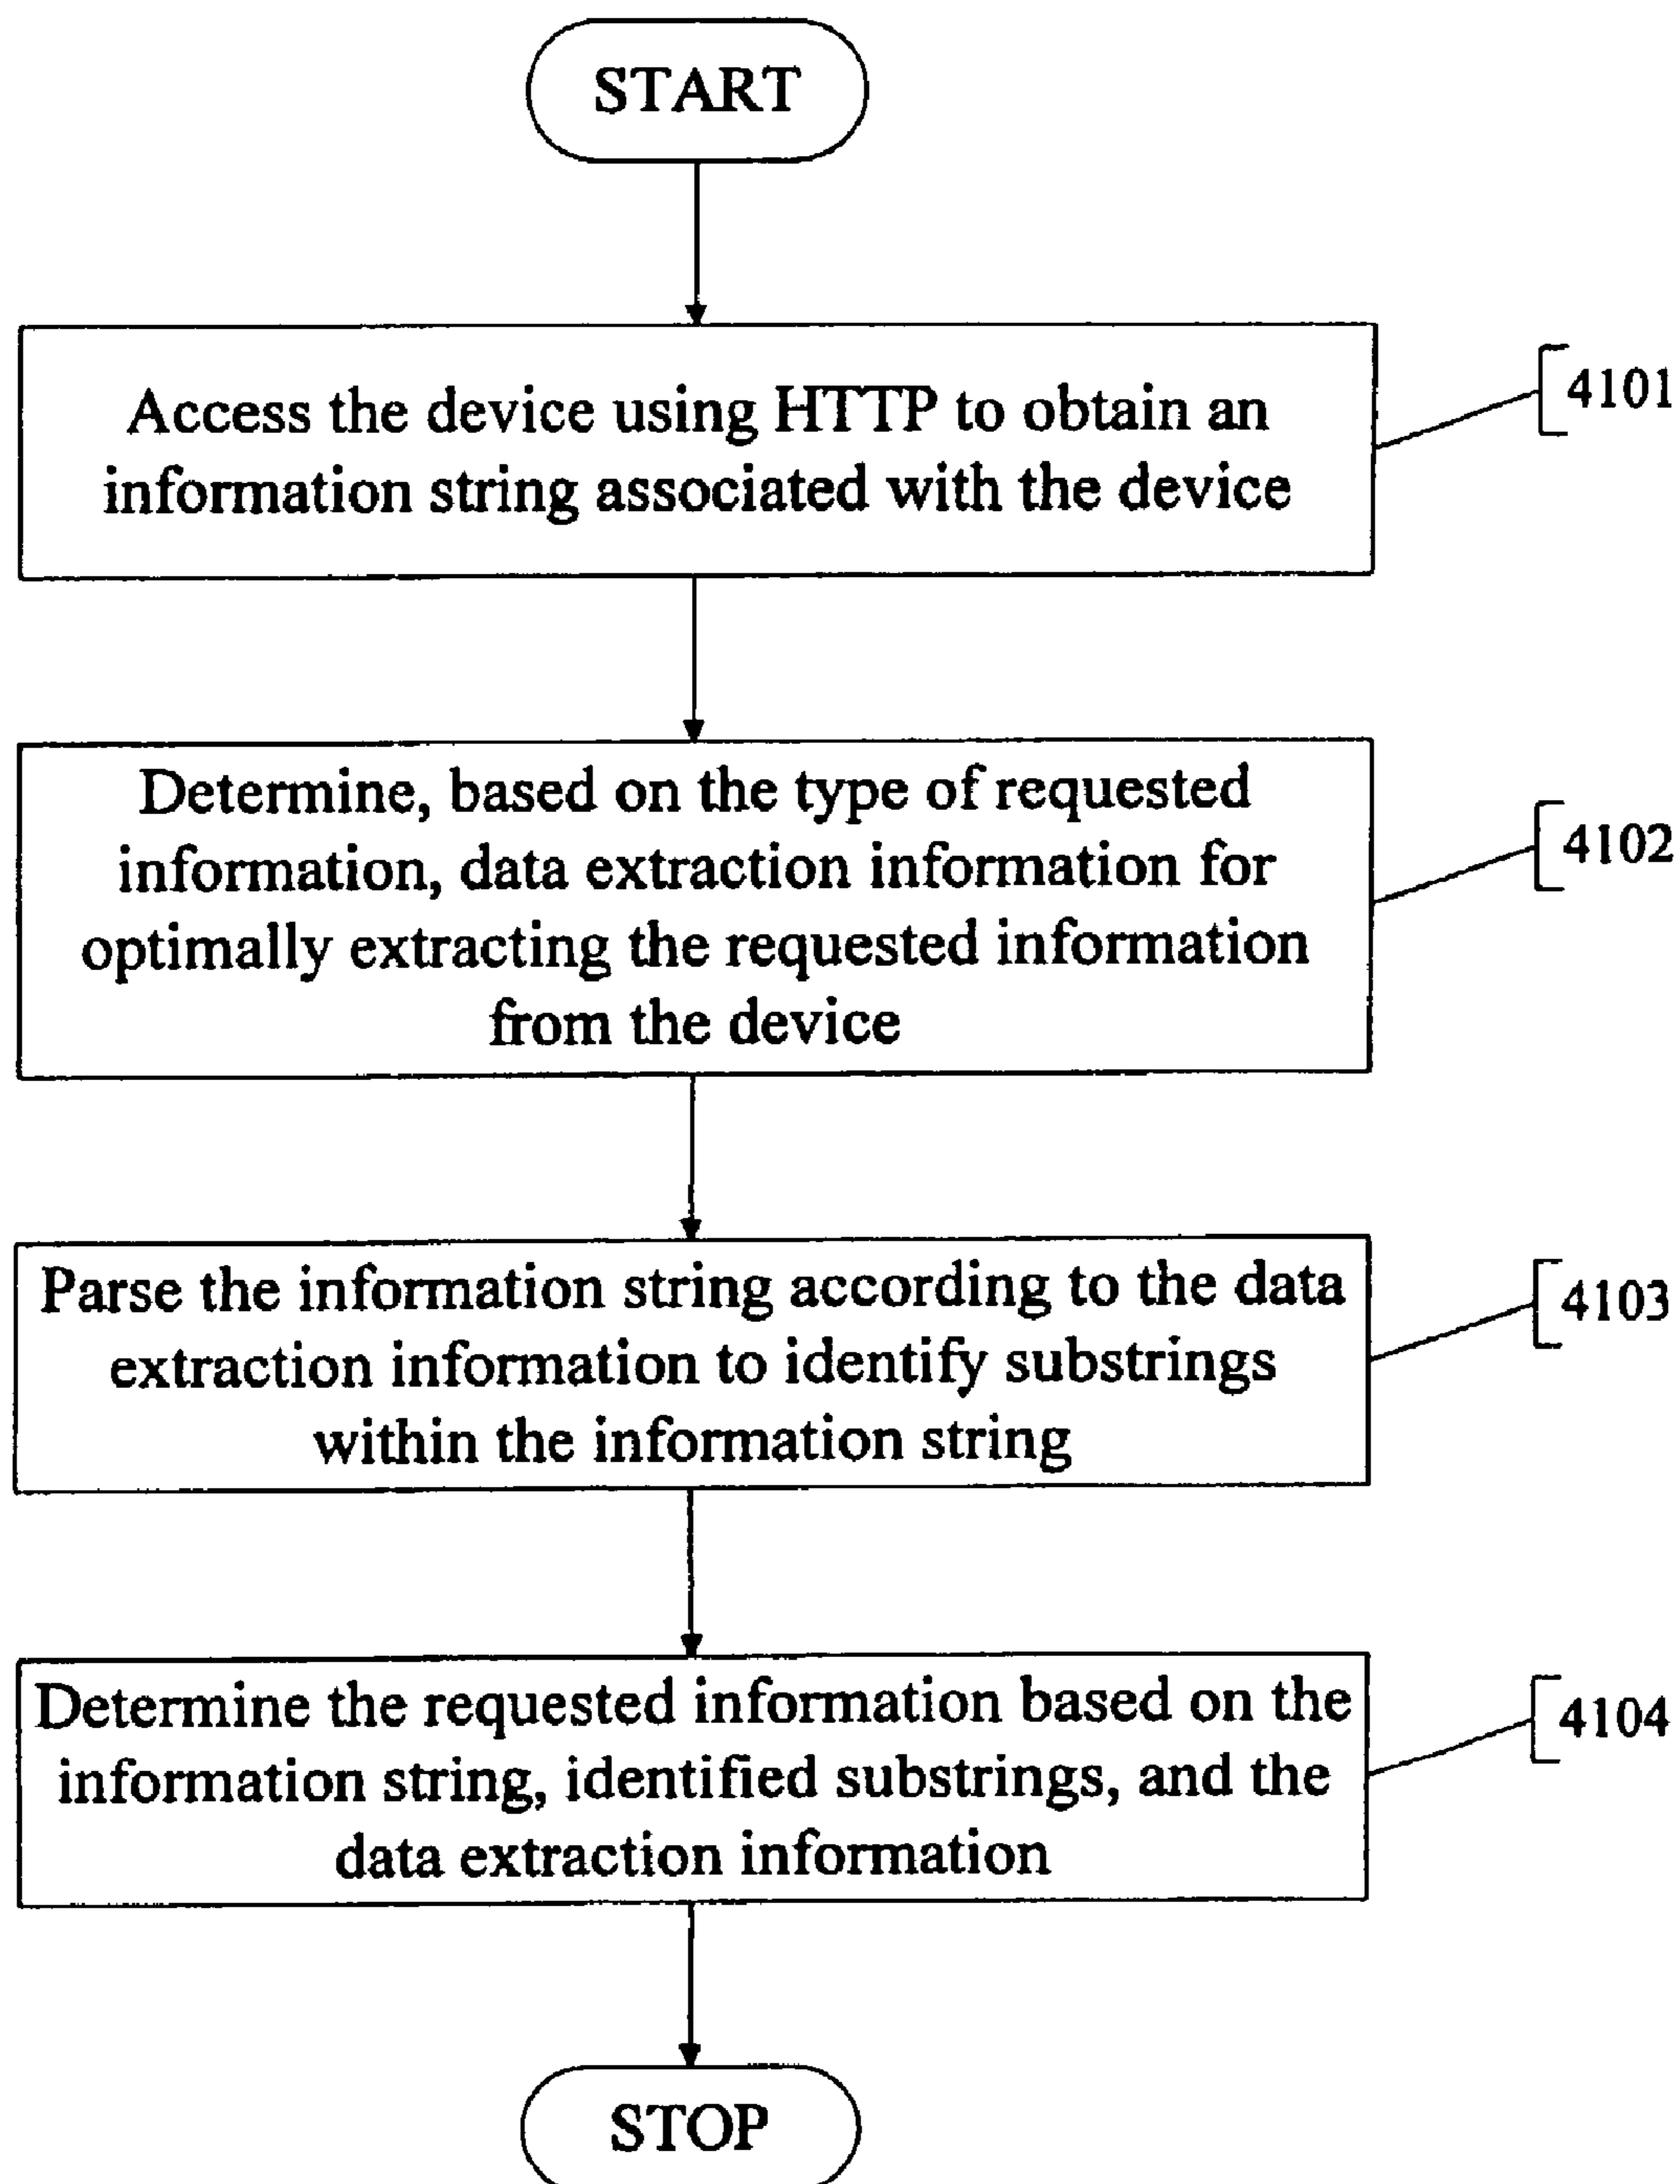 START
Access the device using HTTP to obtain an
information string associated with the device
4101
Determine, based on the type of requested
information, data extraction information for
optimally extracting the requested information
from the device
4102
Parse the information string according to the data
extraction information to identify substrings
within the information string
4103
Determine the requested information based on the
information string, identified substrings, and the
data extraction information
4104
STOP